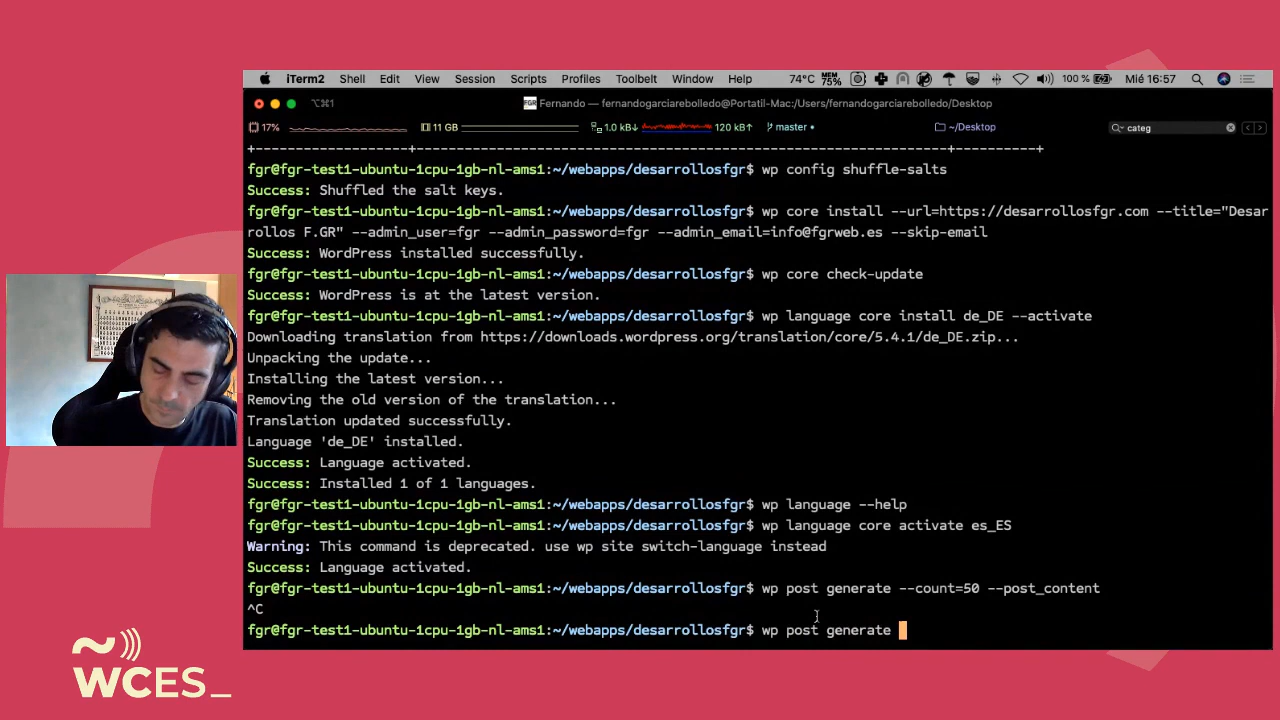 iTerm2 Shell Edit View Session Scripts Profiles Toolbelt Window Help 74°C MEM 75% 100 % Mié 16:57
⌥⌘1 FGR Fernando — fernandogarciarebolledo@Portatil-Mac:/Users/fernandogarciarebolledo/Desktop
17% 11 GB 1.0 kB↓ 120 kB↑ master • ~/Desktop categ
+--------------------+------------------------------------------------------------------+----------+
fgr@fgr-test1-ubuntu-1cpu-1gb-nl-ams1:~/webapps/desarrollosfgr$ wp config shuffle-salts
Success: Shuffled the salt keys.
fgr@fgr-test1-ubuntu-1cpu-1gb-nl-ams1:~/webapps/desarrollosfgr$ wp core install --url=https://desarrollosfgr.com --title="Desar
rollos F.GR" --admin_user=fgr --admin_password=fgr --admin_email=info@fgrweb.es --skip-email
Success: WordPress installed successfully.
fgr@fgr-test1-ubuntu-1cpu-1gb-nl-ams1:~/webapps/desarrollosfgr$ wp core check-update
Success: WordPress is at the latest version.
fgr@fgr-test1-ubuntu-1cpu-1gb-nl-ams1:~/webapps/desarrollosfgr$ wp language core install de_DE --activate
Downloading translation from https://downloads.wordpress.org/translation/core/5.4.1/de_DE.zip...
Unpacking the update...
Installing the latest version...
Removing the old version of the translation...
Translation updated successfully.
Language 'de_DE' installed.
Success: Language activated.
Success: Installed 1 of 1 languages.
fgr@fgr-test1-ubuntu-1cpu-1gb-nl-ams1:~/webapps/desarrollosfgr$ wp language --help
fgr@fgr-test1-ubuntu-1cpu-1gb-nl-ams1:~/webapps/desarrollosfgr$ wp language core activate es_ES
Warning: This command is deprecated. use wp site switch-language instead
Success: Language activated.
fgr@fgr-test1-ubuntu-1cpu-1gb-nl-ams1:~/webapps/desarrollosfgr$ wp post generate --count=50 --post_content
^C
fgr@fgr-test1-ubuntu-1cpu-1gb-nl-ams1:~/webapps/desarrollosfgr$ wp post generate
WCES_